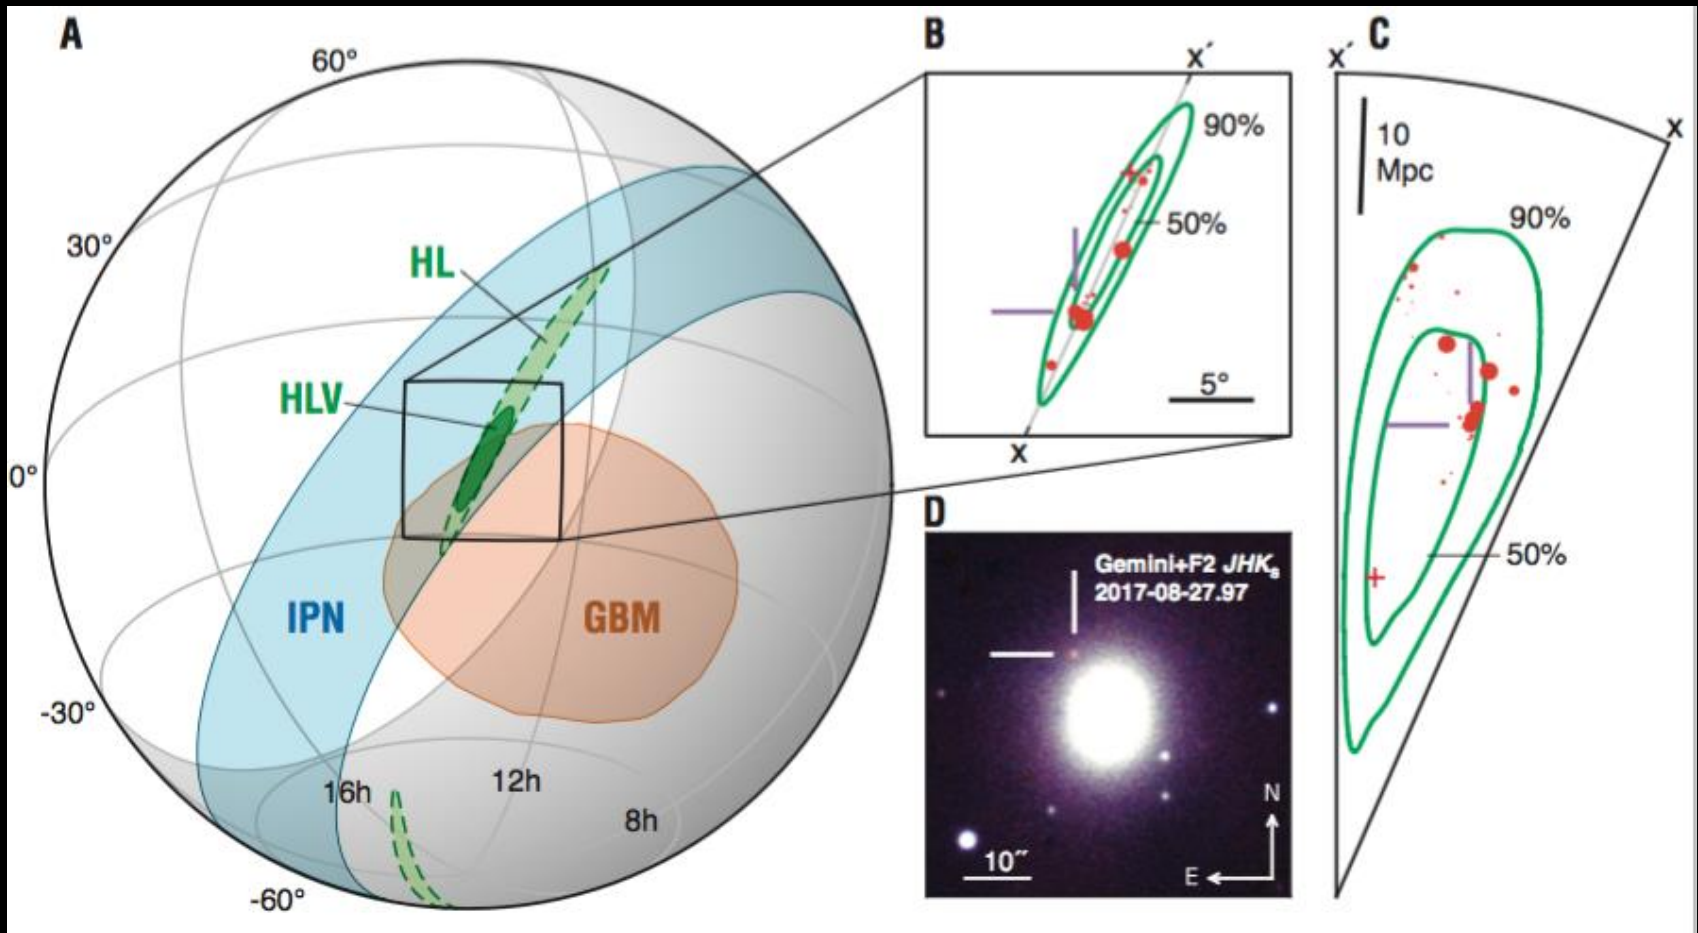 A
60°
30°
0°
-30°
-60°
HL
HLV
IPN
GBM
16h
12h
8h
B
x´
90%
50%
5°
x
C
x´
x
10
Mpc
90%
50%
D
Gemini+F2 JHKs
2017-08-27.97
10˝
N
E